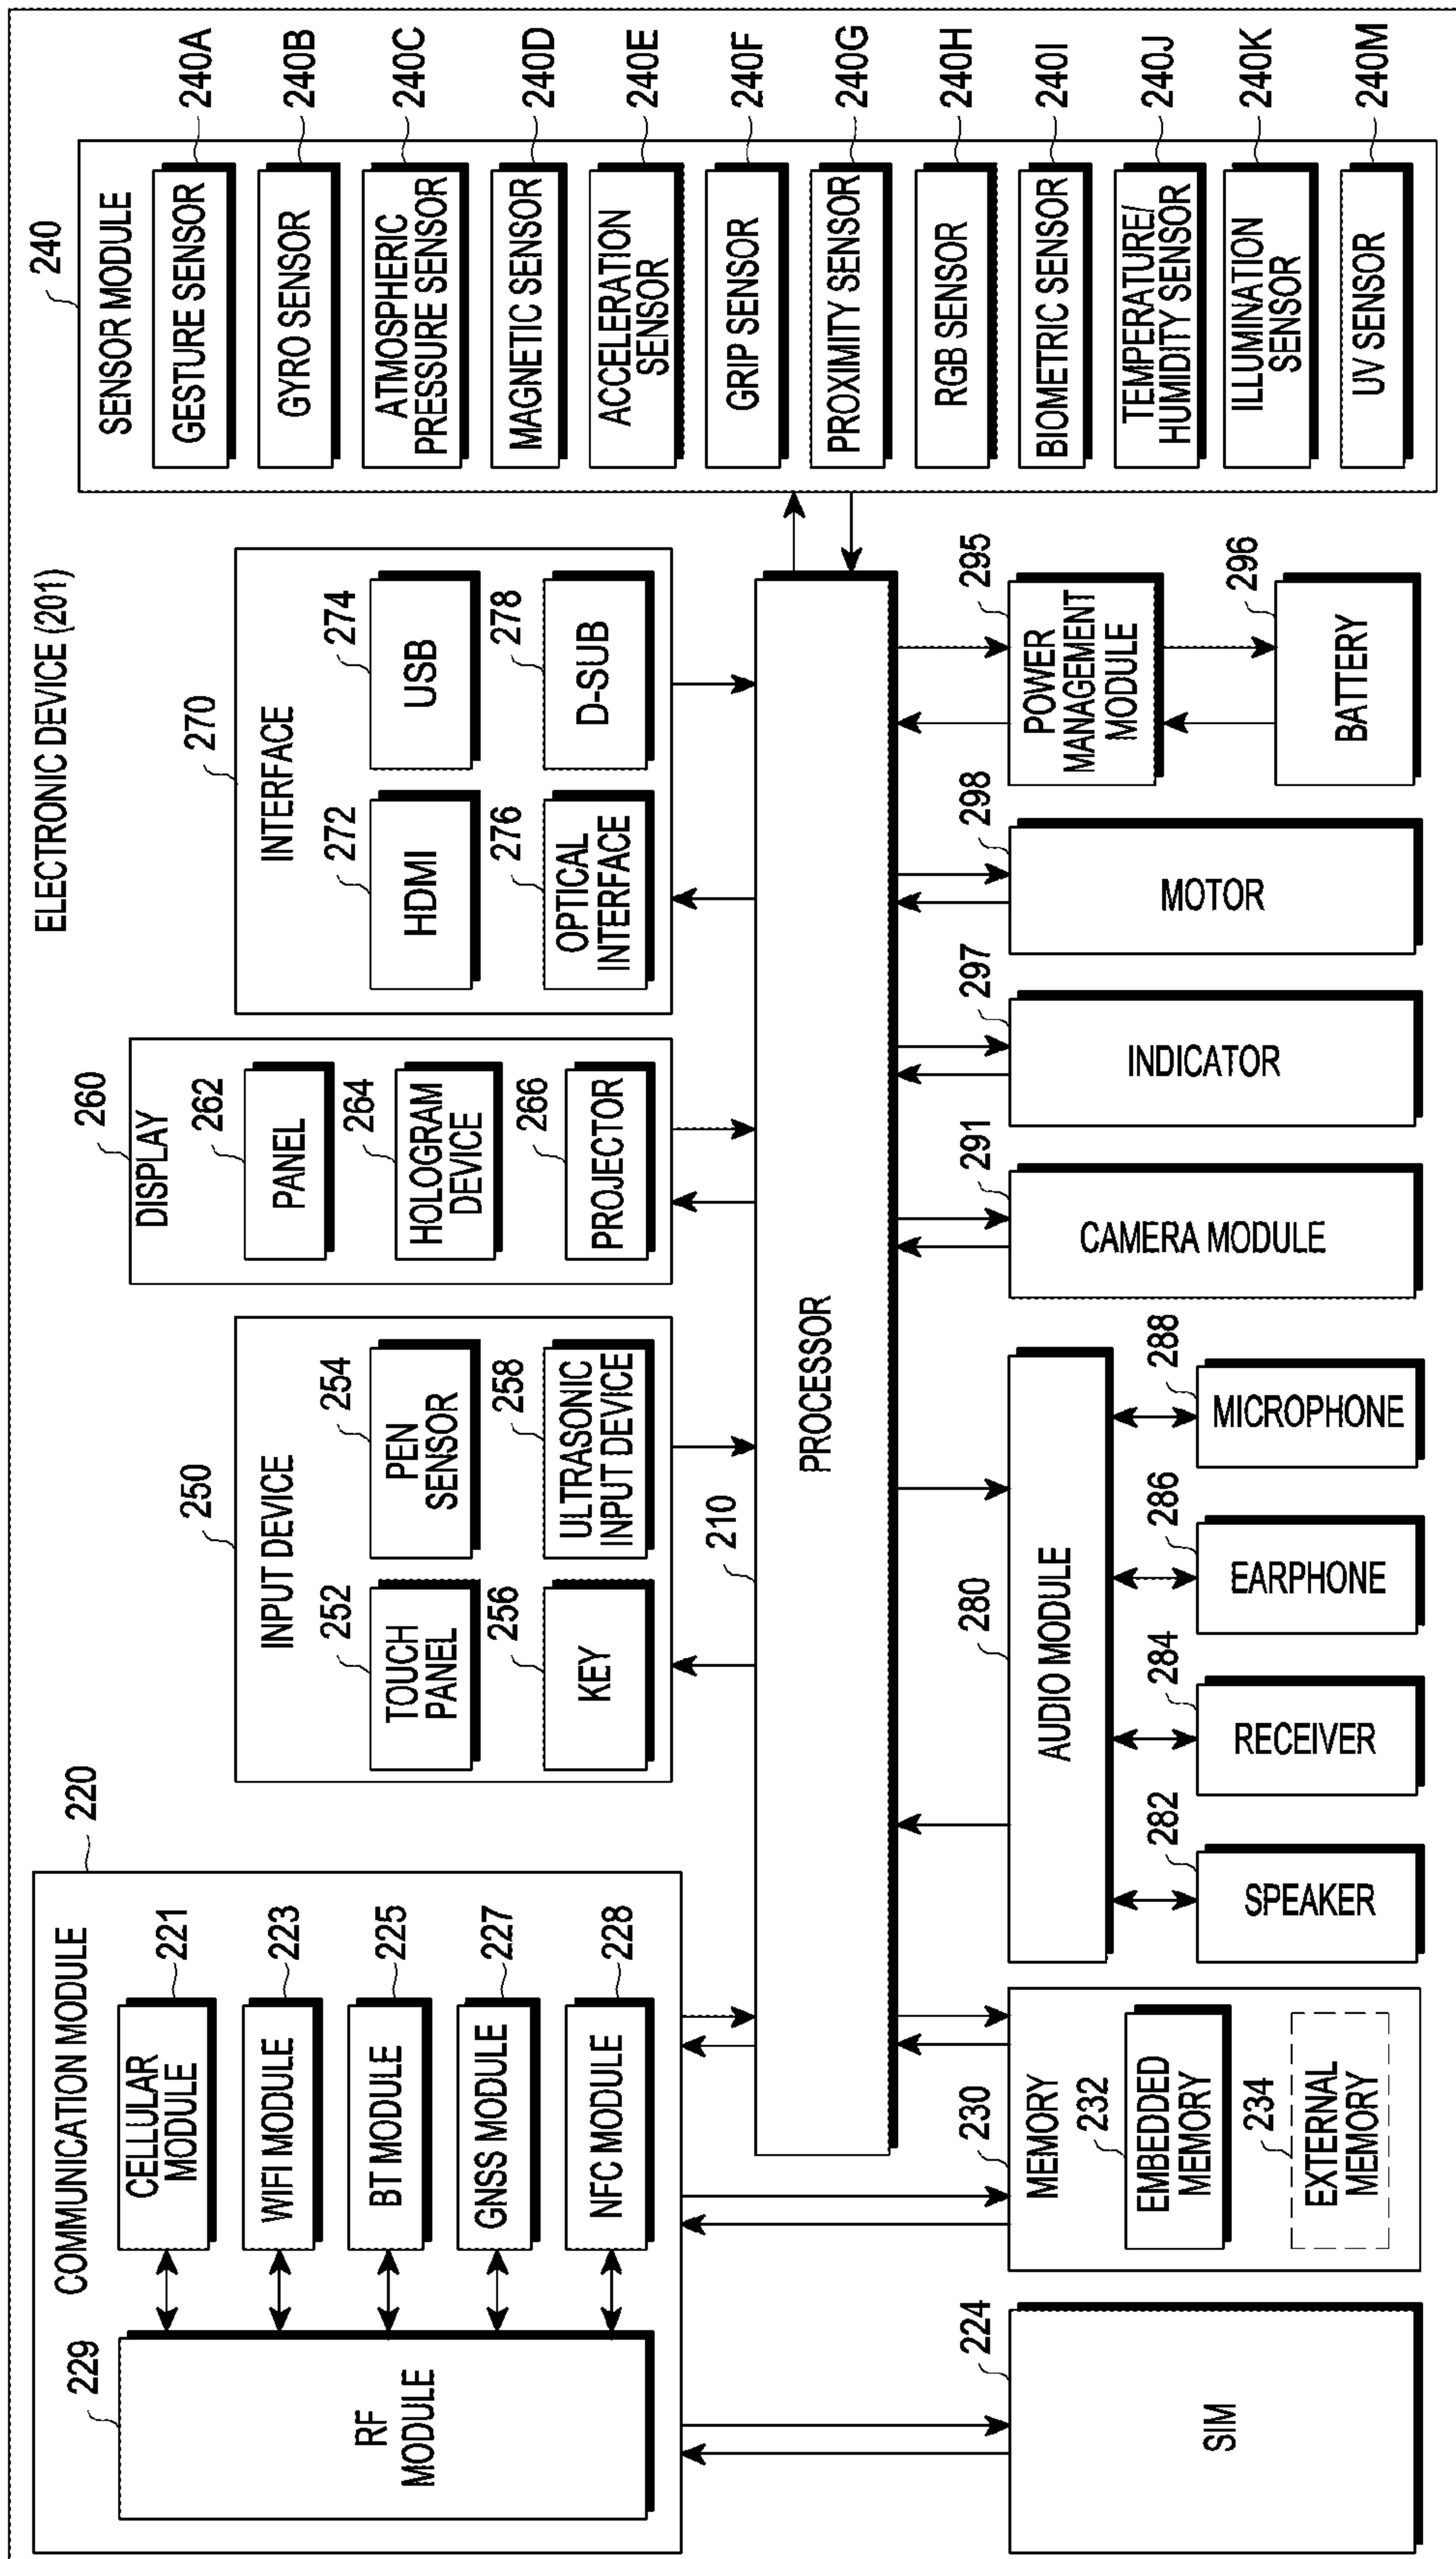 ELECTRONIC DEVICE (201)
220
COMMUNICATION MODULE
229
RF
MODULE
CELLULAR
MODULE
221
WIFI MODULE
223
BT MODULE
225
GNSS MODULE
227
NFC MODULE
228
250
INPUT DEVICE
252
TOUCH
PANEL
254
PEN
SENSOR
256
KEY
258
ULTRASONIC
INPUT DEVICE
260
DISPLAY
262
PANEL
264
HOLOGRAM
DEVICE
266
PROJECTOR
270
INTERFACE
272
HDMI
274
USB
276
OPTICAL
INTERFACE
278
D-SUB
240
SENSOR MODULE
GESTURE SENSOR
240A
GYRO SENSOR
240B
ATMOSPHERIC
PRESSURE SENSOR
240C
MAGNETIC SENSOR
240D
ACCELERATION
SENSOR
240E
GRIP SENSOR
240F
PROXIMITY SENSOR
240G
RGB SENSOR
240H
BIOMETRIC SENSOR
240I
TEMPERATURE/
HUMIDITY SENSOR
240J
ILLUMINATION
SENSOR
240K
UV SENSOR
240M
210
PROCESSOR
224
SIM
230
MEMORY
232
EMBEDDED
MEMORY
234
EXTERNAL
MEMORY
280
AUDIO MODULE
282
SPEAKER
284
RECEIVER
286
EARPHONE
288
MICROPHONE
291
CAMERA MODULE
297
INDICATOR
298
MOTOR
295
POWER
MANAGEMENT
MODULE
296
BATTERY